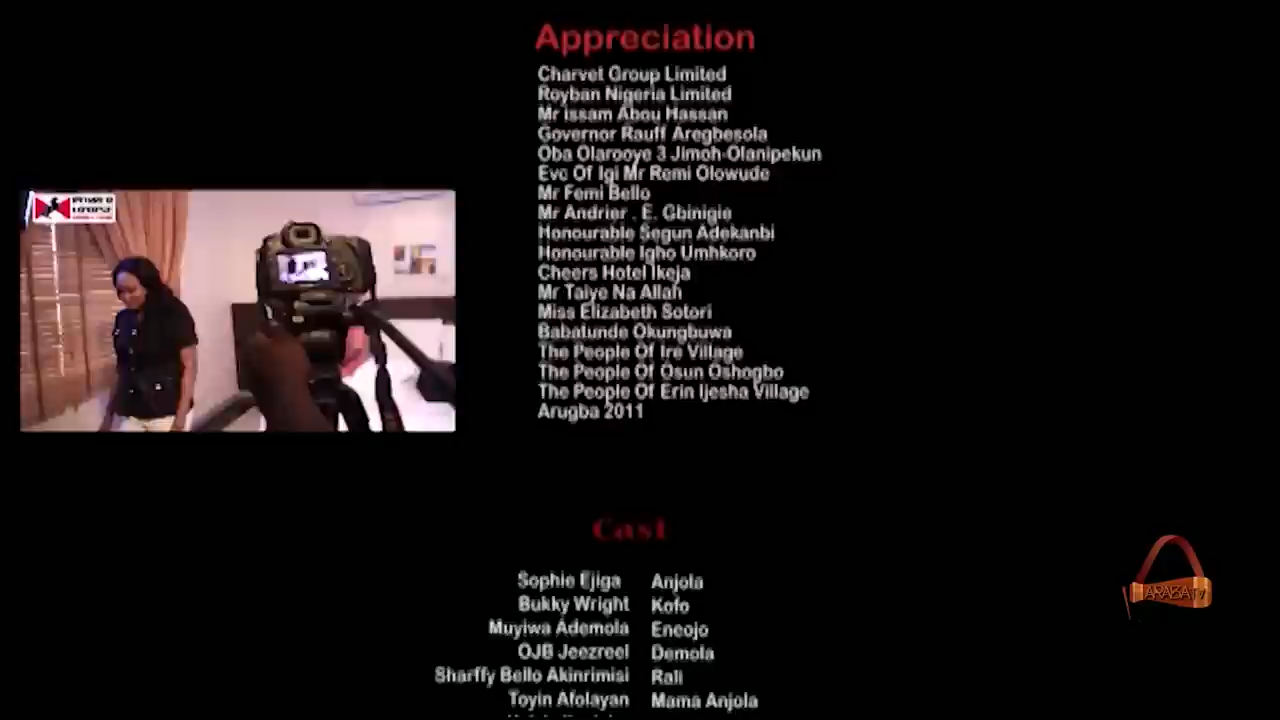 Appreciation
Charvet Group Limited
Royban Nigeria Limited
Mr Issam Abou Hassan
Governor Rauff Aregbesola
Oba Olarooye 3 Jimoh-Olanipekun
Evc Of Igi Mr Remi Olowude
Mr Femi Bello
Mr Andrier . E. Gbinigie
Honourable Segun Adekanbi
Honourable Igho Umhkoro
Cheers Hotel Ikeja
Mr Taiye Na Allah
Miss Elizabeth Sotori
Babatunde Okungbuwa
The People Of Ire Village
The People Of Osun Oshogbo
The People Of Erin Ijesha Village
Arugba 2011
Cast
Sophie Ejiga Anjola
Bukky Wright Kofo
Muyiwa Ademola Eneojo
OJB Jeezreel Demola
Sharffy Bello Akinrimisi Rali
Toyin Afolayan Mama Anjola
ARABATV